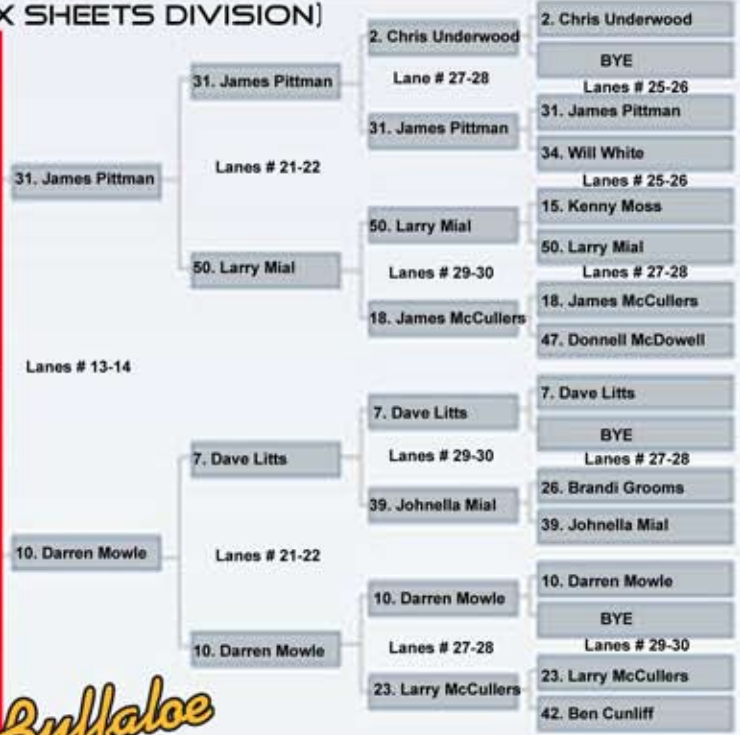 X SHEETS DIVISION)
2. Chris Underwood
BYE
Lanes # 25-26
31. James Pittman
34. Will White
Lanes # 25-26
15. Kenny Moss
50. Larry Mial
Lanes # 27-28
18. James McCullers
47. Donnell McDowell
7. Dave Litts
BYE
Lanes # 27-28
26. Brandi Grooms
39. Johnella Mial
10. Darren Mowle
BYE
Lanes # 29-30
23. Larry McCullers
42. Ben Cunliff
2. Chris Underwood
Lane # 27-28
31. James Pittman
50. Larry Mial
Lanes # 29-30
18. James McCullers
7. Dave Litts
Lanes # 29-30
39. Johnella Mial
10. Darren Mowle
Lanes # 27-28
23. Larry McCullers
31. James Pittman
Lanes # 21-22
50. Larry Mial
7. Dave Litts
Lanes # 21-22
10. Darren Mowle
31. James Pittman
Lanes # 13-14
10. Darren Mowle
Buffaloe